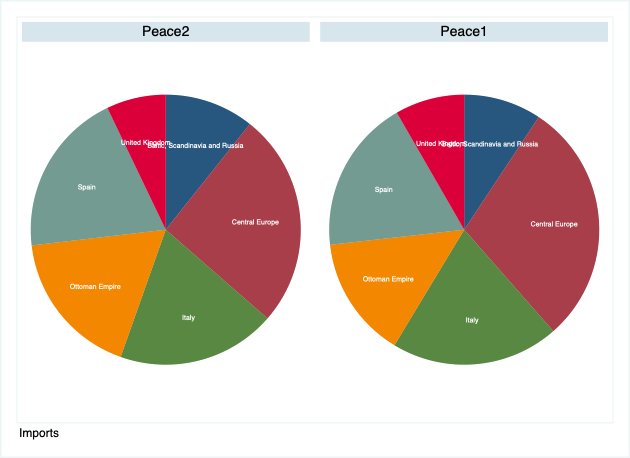 Peace2
Peace1
United Kingdom
Baltic, Scandinavia and Russia
United Kingdom
Baltic, Scandinavia and Russia
Spain
Spain
Central Europe
Central Europe
Ottoman Empire
Ottoman Empire
Italy
Italy
Imports